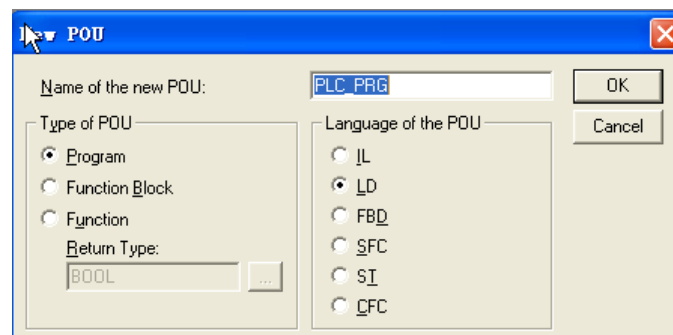 New POU
Name of the new POU:
PLC_PRG
OK
Cancel
Type of POU
Program
Function Block
Function
Return Type:
BOOL
...
Language of the POU
IL
LD
FBD
SFC
ST
CFC